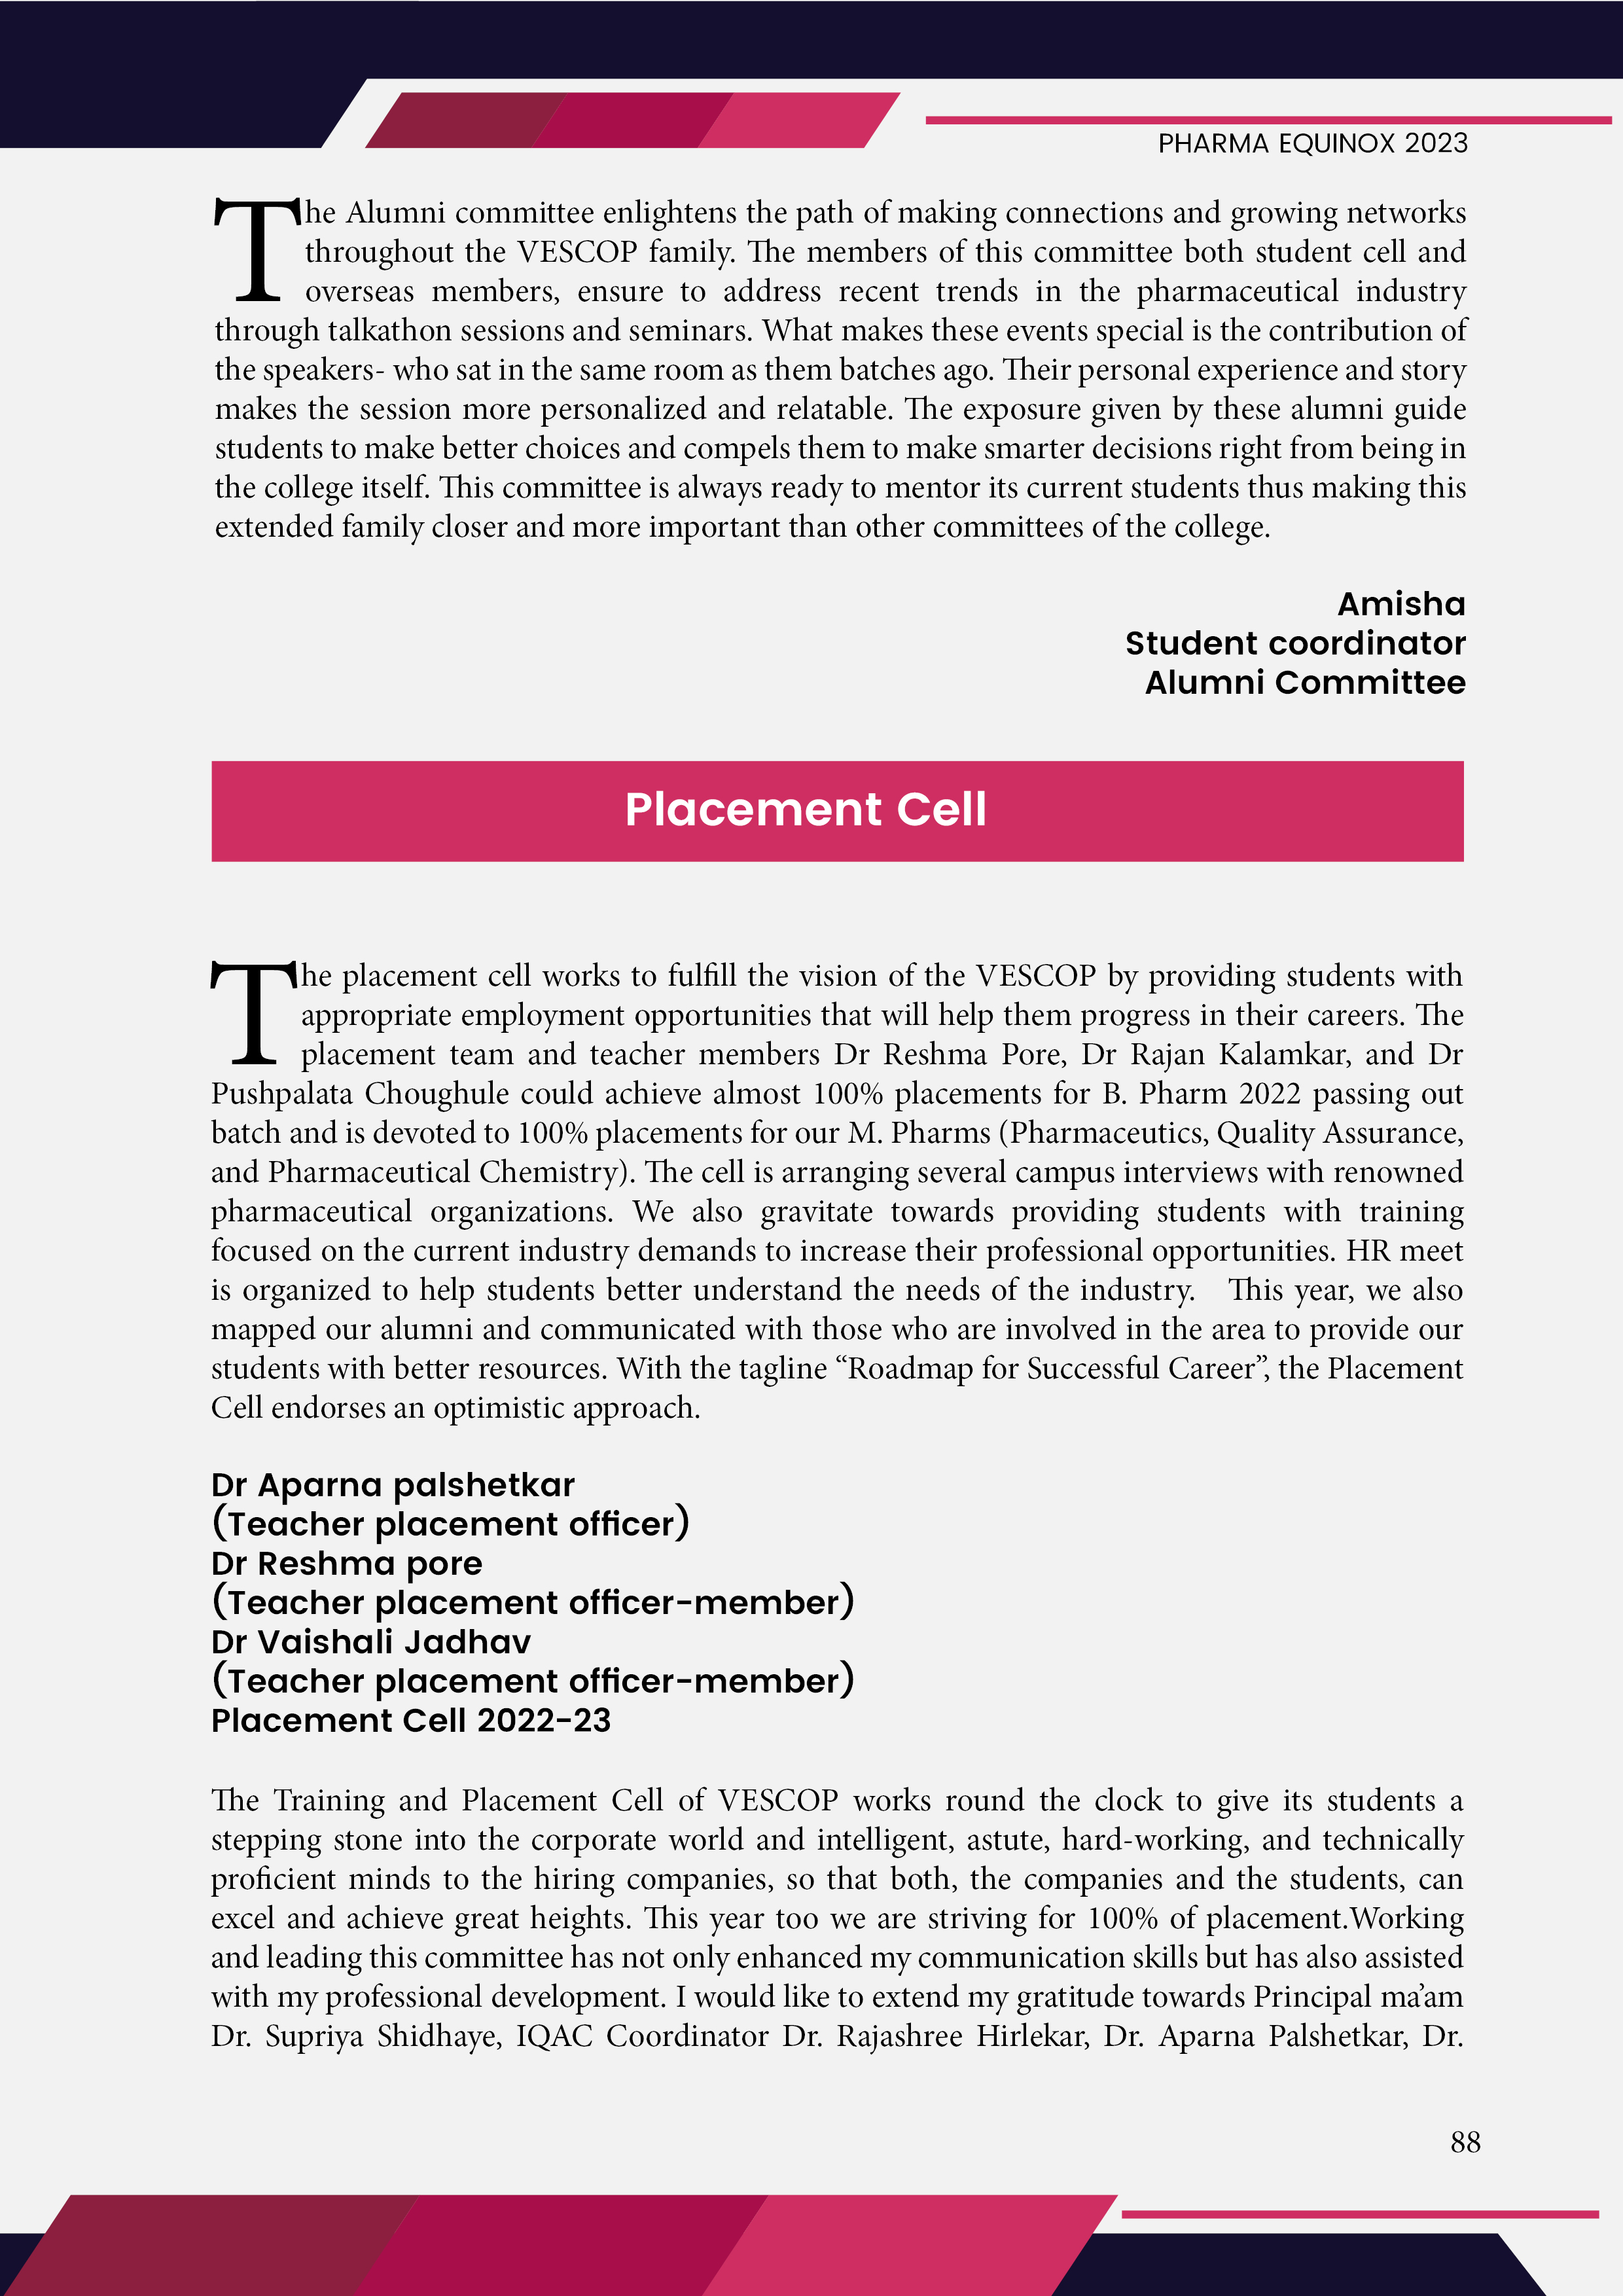 PHARMA EQUINOX 2023
The Alumni committee enlightens the path of making connections and growing networks
throughout the VESCOP family. The members of this committee both student cell and
overseas members, ensure to address recent trends in the pharmaceutical industry
through talkathon sessions and seminars. What makes these events special is the contribution of
the speakers- who sat in the same room as them batches ago. Their personal experience and story
makes the session more personalized and relatable. The exposure given by these alumni guide
students to make better choices and compels them to make smarter decisions right from being in
the college itself. This committee is always ready to mentor its current students thus making this
extended family closer and more important than other committees of the college.
Amisha
Student coordinator
Alumni Committee
Placement Cell
The placement cell works to fulfill the vision of the VESCOP by providing students with
appropriate employment opportunities that will help them progress in their careers. The
placement team and teacher members Dr Reshma Pore, Dr Rajan Kalamkar, and Dr
Pushpalata Choughule could achieve almost 100% placements for B. Pharm 2022 passing out
batch and is devoted to 100% placements for our M. Pharms (Pharmaceutics, Quality Assurance,
and Pharmaceutical Chemistry). The cell is arranging several campus interviews with renowned
pharmaceutical organizations. We also gravitate towards providing students with training
focused on the current industry demands to increase their professional opportunities. HR meet
is organized to help students better understand the needs of the industry. This year, we also
mapped our alumni and communicated with those who are involved in the area to provide our
students with better resources. With the tagline “Roadmap for Successful Career”, the Placement
Cell endorses an optimistic approach.
Dr Aparna palshetkar
(Teacher placement officer)
Dr Reshma pore
(Teacher placement officer-member)
Dr Vaishali Jadhav
(Teacher placement officer-member)
Placement Cell 2022-23
The Training and Placement Cell of VESCOP works round the clock to give its students a
stepping stone into the corporate world and intelligent, astute, hard-working, and technically
proficient minds to the hiring companies, so that both, the companies and the students, can
excel and achieve great heights. This year too we are striving for 100% of placement.Working
and leading this committee has not only enhanced my communication skills but has also assisted
with my professional development. I would like to extend my gratitude towards Principal ma’am
Dr. Supriya Shidhaye, IQAC Coordinator Dr. Rajashree Hirlekar, Dr. Aparna Palshetkar, Dr.
88